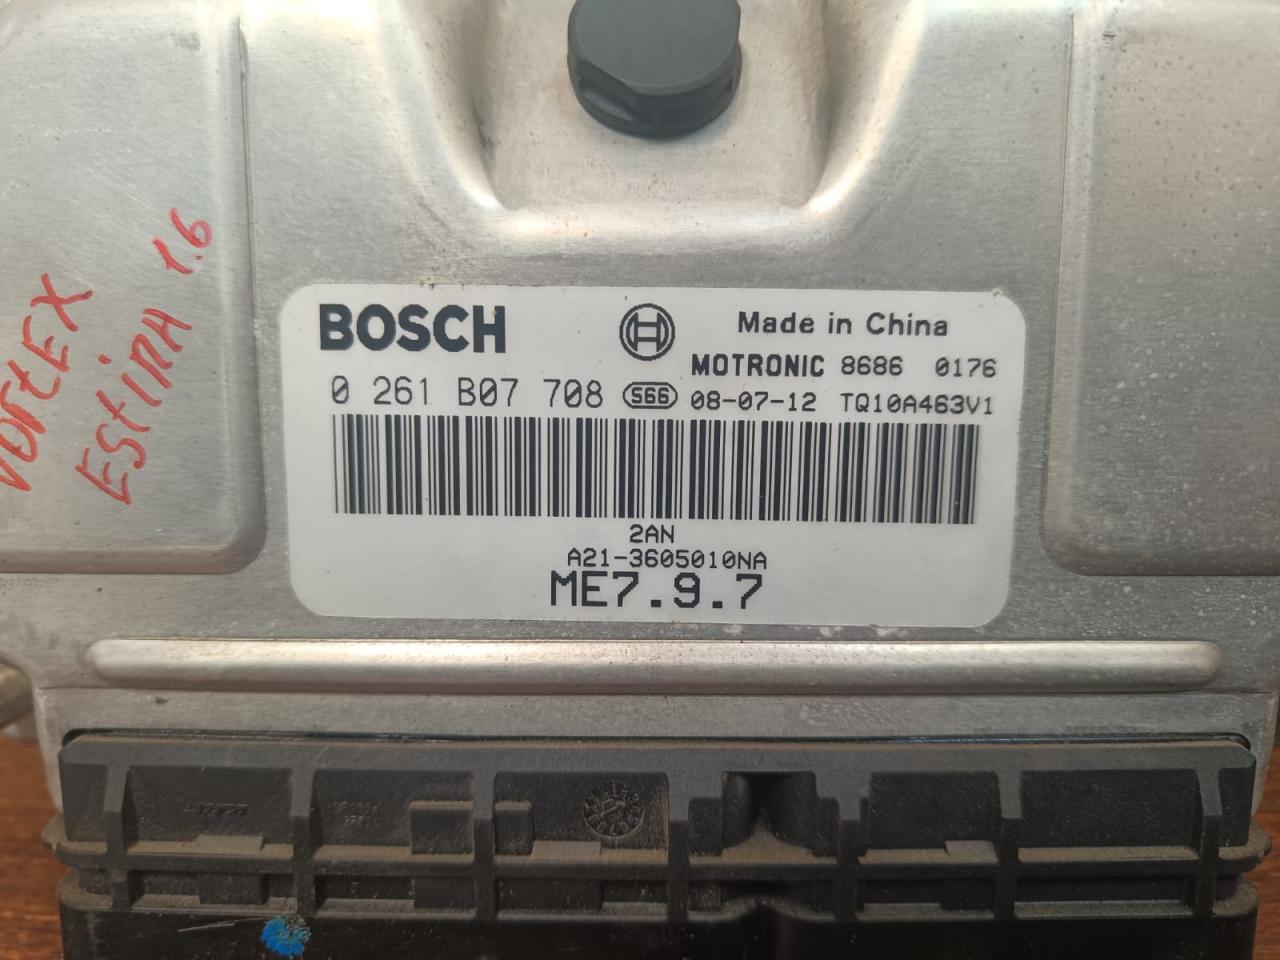 VORTEX
ESTINA 1.6
BOSCH
Made in China
MOTRONIC 8686 0176
0 261 B07 708 S66 08-07-12 TQ10A463V1
2AN
A21-3605010NA
ME7.9.7